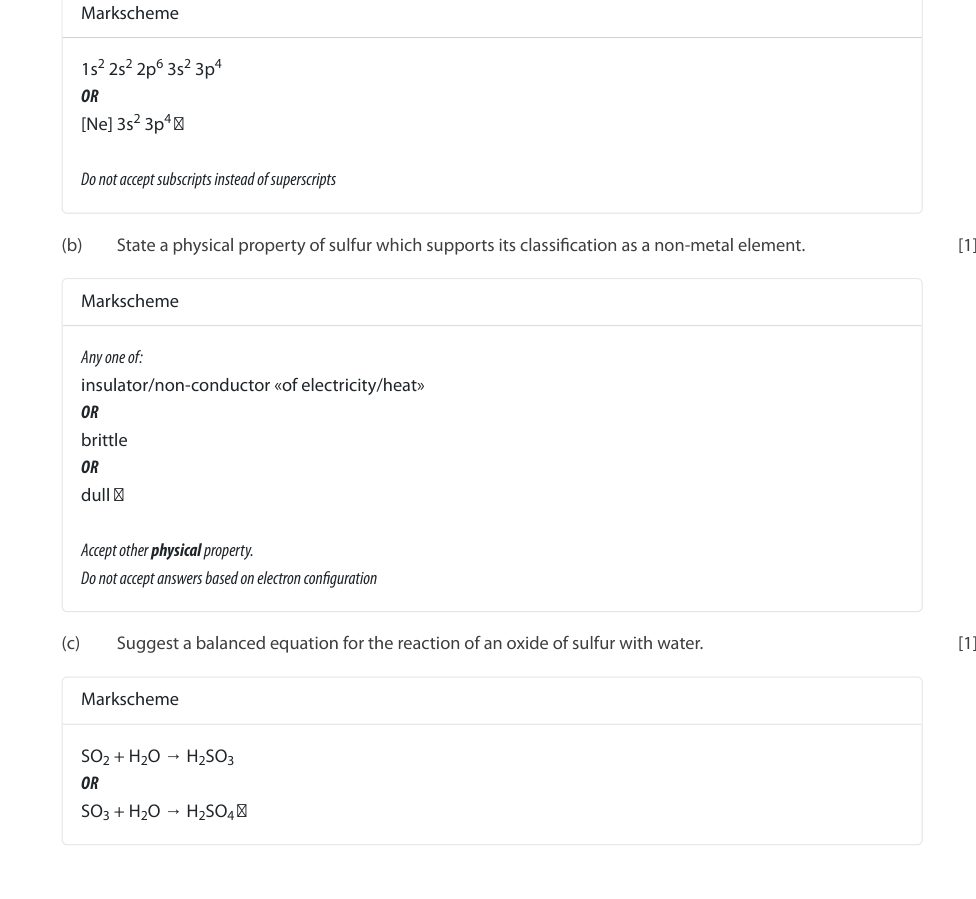 Markscheme
1s² 2s² 2p⁶ 3s² 3p⁴
OR
[Ne] 3s² 3p⁴
Do not accept subscripts instead of superscripts
(b) State a physical property of sulfur which supports its classification as a non-metal element. [1]
Markscheme
Any one of:
insulator/non-conductor «of electricity/heat»
OR
brittle
OR
dull
Accept other physical property.
Do not accept answers based on electron configuration
(c) Suggest a balanced equation for the reaction of an oxide of sulfur with water. [1]
Markscheme
SO₂ + H₂O → H₂SO₃
OR
SO₃ + H₂O → H₂SO₄